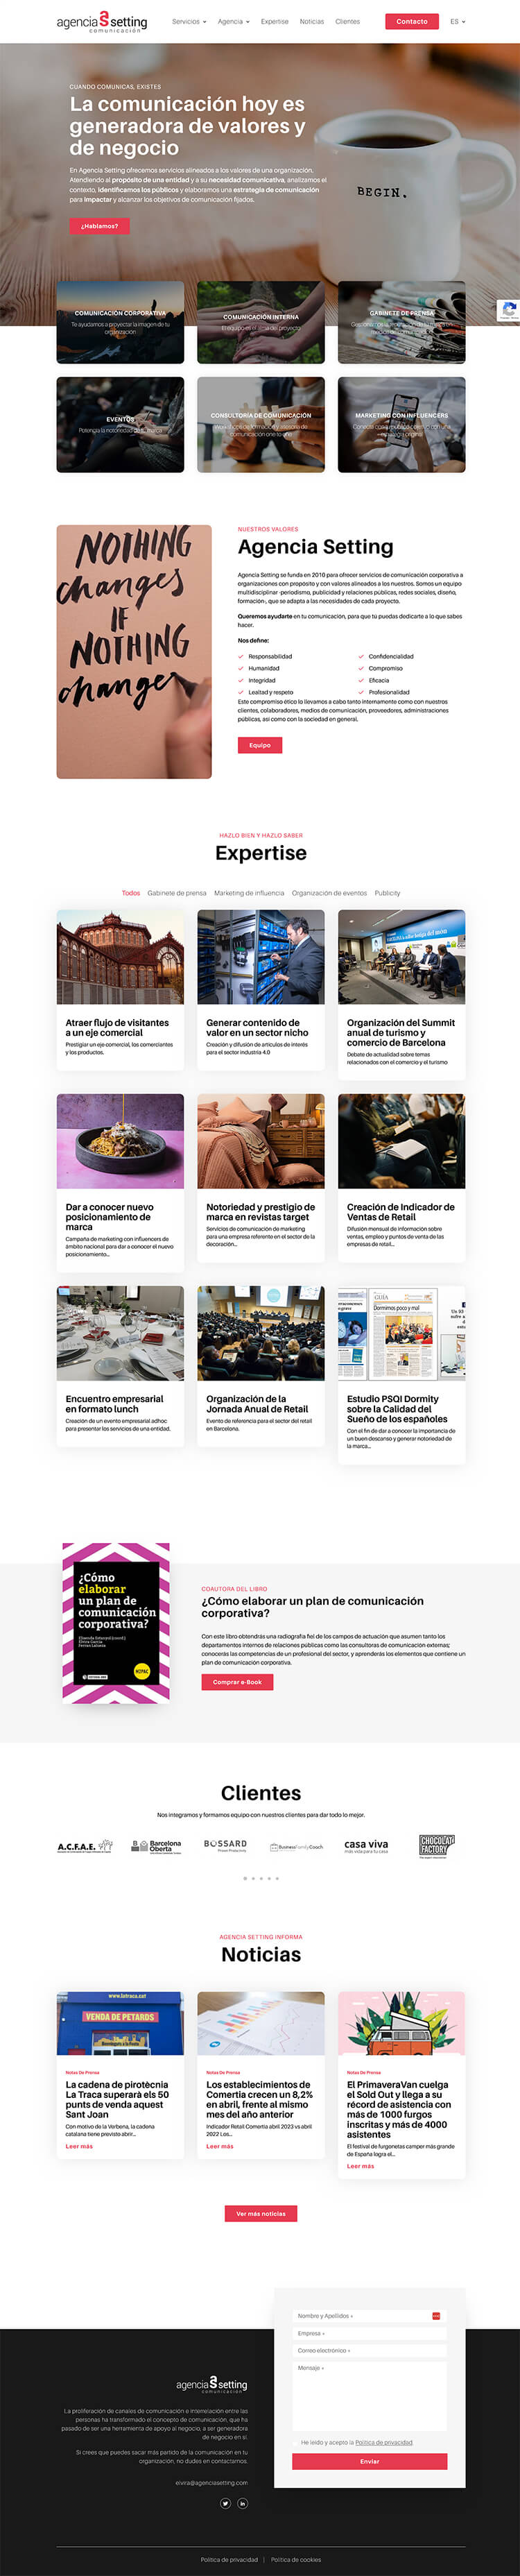 agencia setting
comunicación
Servicios
Agencia
Expertise
Noticias
Clientes
Contacto
ES
CUANDO COMUNICAS, EXISTES
La comunicación hoy es
generadora de valores y
de negocio
En Agencia Setting ofrecemos servicios alineados a los valores de una organización.
Atendiendo al propósito de una entidad y a su necesidad comunicativa, analizamos el
contexto, identificamos los públicos y elaboramos una estrategia de comunicación
para impactar y alcanzar los objetivos de comunicación fijados.
¿Hablamos?
BEGIN.
COMUNICACIÓN CORPORATIVA
Te ayudamos a proyectar la imagen de tu
organización
COMUNICACIÓN INTERNA
El equipo es el alma del proyecto
GABINETE DE PRENSA
EVENTOS
Potencia la notoriedad de tu marca
CONSULTORÍA DE COMUNICACIÓN
MARKETING CON INFLUENCERS
NOTHING
changes
IF
NOTHING
change
NUESTROS VALORES
Agencia Setting
Agencia Setting se funda en 2010 para ofrecer servicios de comunicación corporativa a
organizaciones con propósito y con valores alineados a los nuestros. Somos un equipo
multidisciplinar -periodismo, publicidad y relaciones públicas, redes sociales, diseño,
formación-, que se adapta a las necesidades de cada proyecto.
Queremos ayudarte en tu comunicación, para que tú puedas dedicarte a lo que sabes
hacer.
Nos define:
Responsabilidad
Humanidad
Integridad
Lealtad y respeto
Confidencialidad
Compromiso
Eficacia
Profesionalidad
Este compromiso ético lo llevamos a cabo tanto internamente como con nuestros
clientes, colaboradores, medios de comunicación, proveedores, administraciones
públicas, así como con la sociedad en general.
Equipo
HAZLO BIEN Y HAZLO SABER
Expertise
Todos
Gabinete de prensa
Marketing de influencia
Organización de eventos
Publicity
Atraer flujo de visitantes
a un eje comercial
Prestigiar un eje comercial, los comerciantes
y los productos.
Generar contenido de
valor en un sector nicho
Creación y difusión de artículos de interés
para el sector industria 4.0
Organización del Summit
anual de turismo y
comercio de Barcelona
Debate de actualidad sobre temas
relacionados con el comercio y el turismo
Dar a conocer nuevo
posicionamiento de
marca
Campaña de marketing con influencers de
ámbito nacional para dar a conocer el nuevo
posicionamiento...
Notoriedad y prestigio de
marca en revistas target
Servicios de comunicación de marketing
para una empresa referente en el sector de la
decoración...
Creación de Indicador de
Ventas de Retail
Difusión mensual de información sobre
ventas, empleo y puntos de venta de las
empresas de retail...
GUÍA
Dormimos poco y mal
Encuentro empresarial
en formato lunch
Creación de un evento empresarial adhoc
para presentar los servicios de una entidad.
Organización de la
Jornada Anual de Retail
Evento de referencia para el sector del retail
en Barcelona.
Estudio PSQI Dormity
sobre la Calidad del
Sueño de los españoles
Con el fin de dar a conocer la importancia de
un buen descanso y generar notoriedad de
la marca...
¿Cómo
elaborar
un plan de
comunicación
corporativa?
COAUTORA DEL LIBRO
¿Cómo elaborar un plan de comunicación
corporativa?
Con este libro obtendrás una radiografía fiel de los campos de actuación que asumen tanto los
departamentos internos de relaciones públicas como las consultoras de comunicación externas;
conocerás las competencias de un profesional del sector, y aprenderás los elementos que contiene un
plan de comunicación corporativa.
Comprar e-Book
Clientes
Nos integramos y formamos equipo con nuestros clientes para dar todo lo mejor.
A.C.F.A.E.
Barcelona
Oberta
BOSSARD
Proven Productivity
BusinessFamilyCoach
casa viva
más vida para tu casa
CHOCOLAT
FACTORY
AGENCIA SETTING INFORMA
Noticias
www.latraca.cat
VENDA DE PETARDS
Notas De Prensa
La cadena de pirotècnia
La Traca superarà els 50
punts de venda aquest
Sant Joan
Con motivo de la Verbena, la cadena
catalana tiene previsto abrir...
Leer más
Notas De Prensa
Los establecimientos de
Comertia crecen un 8,2%
en abril, frente al mismo
mes del año anterior
Indicador Retail Comertia abril 2023 vs abril
2022 Los...
Leer más
Notas De Prensa
El PrimaveraVan cuelga
el Sold Out y llega a su
récord de asistencia con
más de 1000 furgos
inscritas y más de 4000
asistentes
El festival de furgonetas camper más grande
de España logra el...
Leer más
Ver más noticias
Nombre y Apellidos *
Empresa *
Correo electrónico *
Mensaje *
He leído y acepto la Política de privacidad
Enviar
agencia setting
comunicación
La proliferación de canales de comunicación e interrelación entre las
personas ha transformado el concepto de comunicación, que ha
pasado de ser una herramienta de apoyo al negocio, a ser generadora
de negocio en sí.
Si crees que puedes sacar más partido de la comunicación en tu
organización, no dudes en contactarnos.
elvira@agenciasetting.com
Política de privacidad | Política de cookies